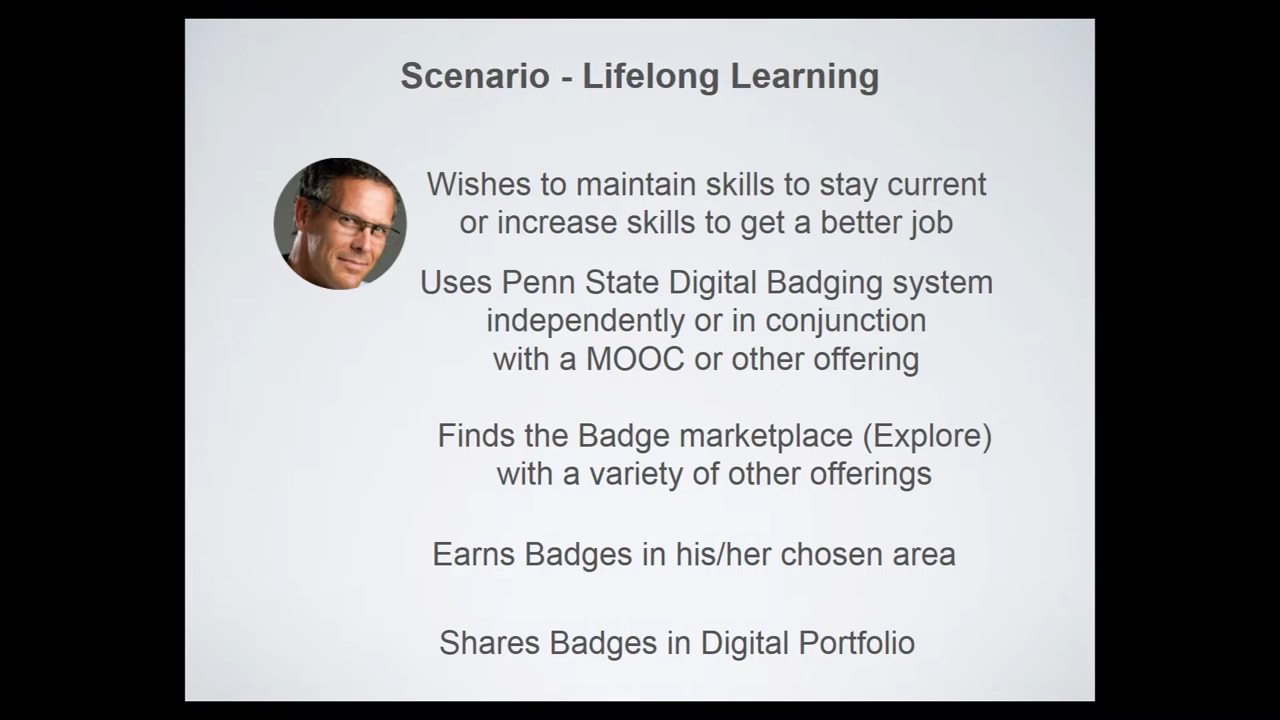 Scenario - Lifelong Learning
Wishes to maintain skills to stay current
or increase skills to get a better job
Uses Penn State Digital Badging system
independently or in conjunction
with a MOOC or other offering
Finds the Badge marketplace (Explore)
with a variety of other offerings
Earns Badges in his/her chosen area
Shares Badges in Digital Portfolio